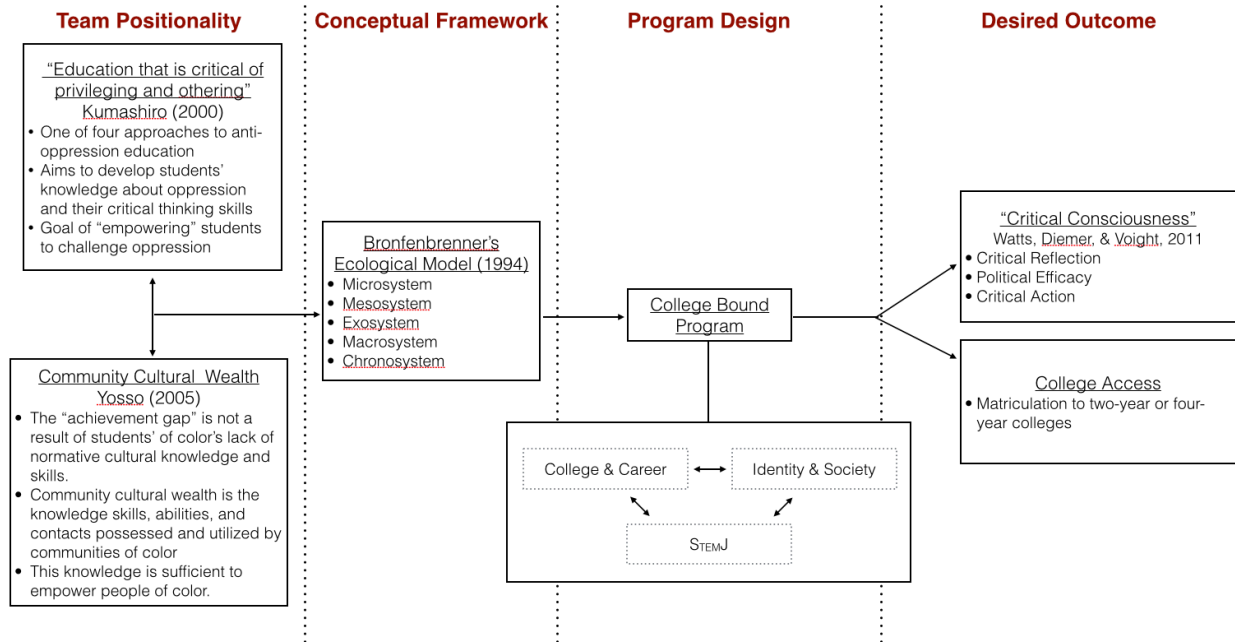 Team Positionality
Conceptual Framework
Program Design
Desired Outcome
“Education that is critical of
privileging and othering”
Kumashiro (2000)
• One of four approaches to anti-
oppression education
• Aims to develop students’
knowledge about oppression
and their critical thinking skills
• Goal of “empowering” students
to challenge oppression
Community Cultural Wealth
Yosso (2005)
• The “achievement gap” is not a
result of students’ of color’s lack of
normative cultural knowledge and
skills.
• Community cultural wealth is the
knowledge skills, abilities, and
contacts possessed and utilized by
communities of color
• This knowledge is sufficient to
empower people of color.
Bronfenbrenner’s
Ecological Model (1994)
• Microsystem
• Mesosystem
• Exosystem
• Macrosystem
• Chronosystem
College Bound
Program
College & Career
Identity & Society
STEMJ
“Critical Consciousness”
Watts, Diemer, & Voight, 2011
• Critical Reflection
• Political Efficacy
• Critical Action
College Access
• Matriculation to two-year or four-
year colleges